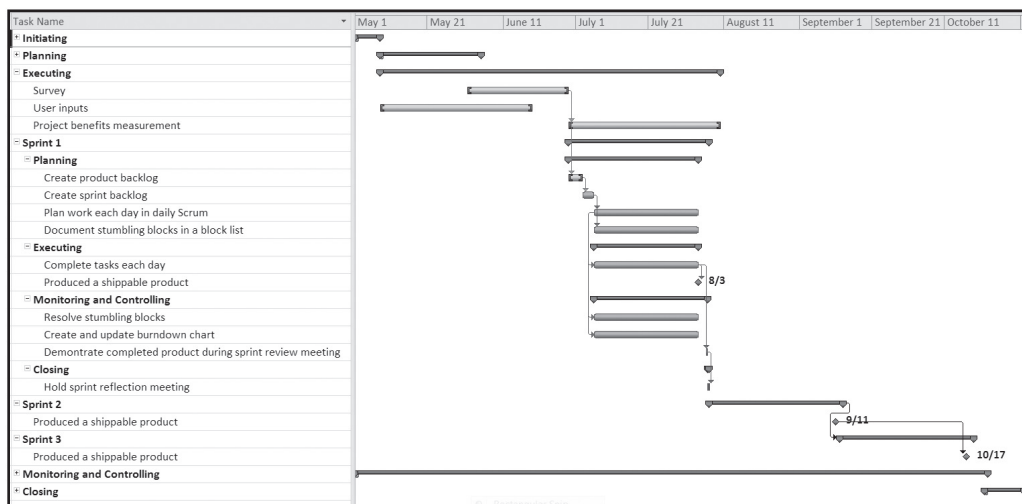 Task Name May 1 May 21 June 11 July 1 July 21 August 11 September 1 September 21 October 11
Initiating
Planning
Executing
Survey
User inputs
Project benefits measurement
Sprint 1
Planning
Create product backlog
Create sprint backlog
Plan work each day in daily Scrum
Document stumbling blocks in a block list
Executing
Complete tasks each day
Produced a shippable product 8/3
Monitoring and Controlling
Resolve stumbling blocks
Create and update burndown chart
Demontrate completed product during sprint review meeting
Closing
Hold sprint reflection meeting
Sprint 2
Produced a shippable product 9/11
Sprint 3
Produced a shippable product 10/17
Monitoring and Controlling
Closing